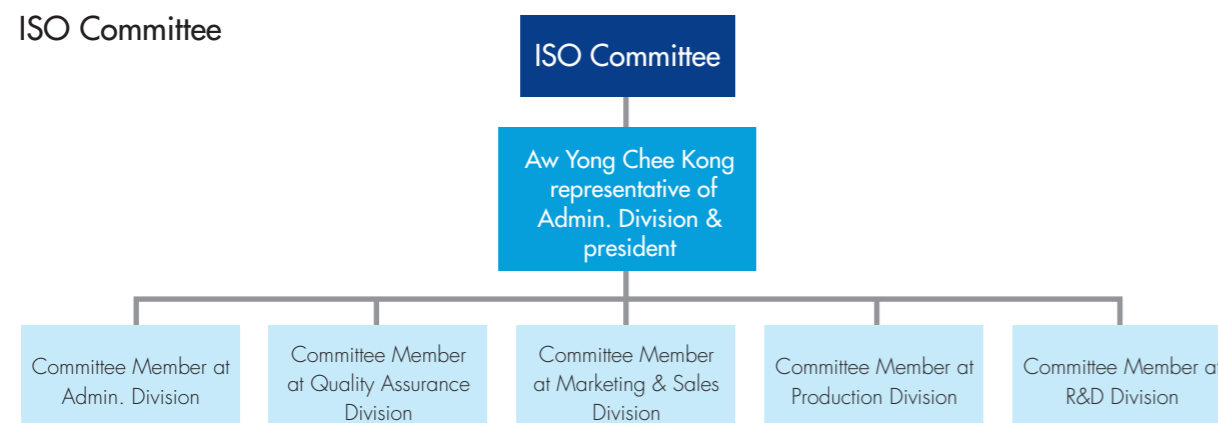 ISO Committee
ISO Committee
Aw Yong Chee Kong
representative of
Admin. Division &
president
Committee Member at
Admin. Division
Committee Member
at Quality Assurance
Division
Committee Member
at Marketing & Sales
Division
Committee Member at
Production Division
Committee Member at
R&D Division